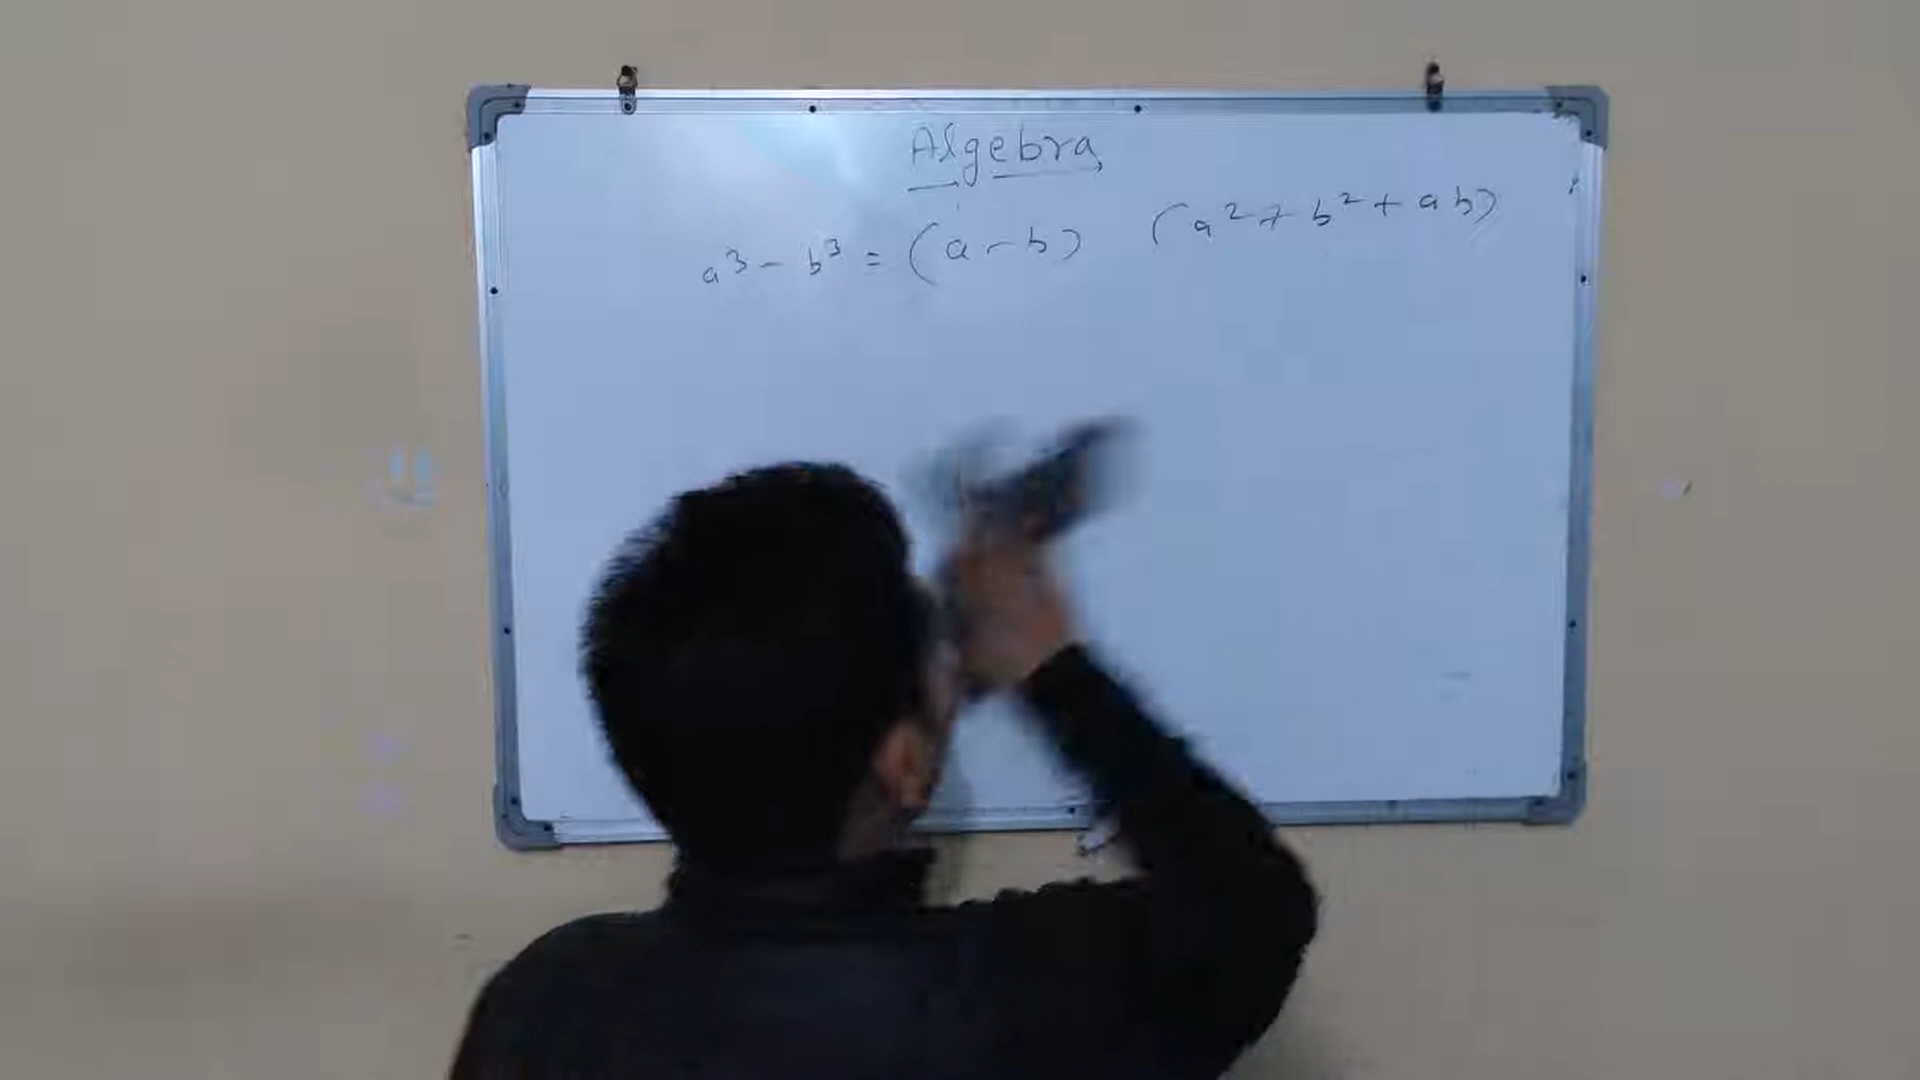 Algebra,
a³ - b³ = (a - b) (a² + b² + ab)